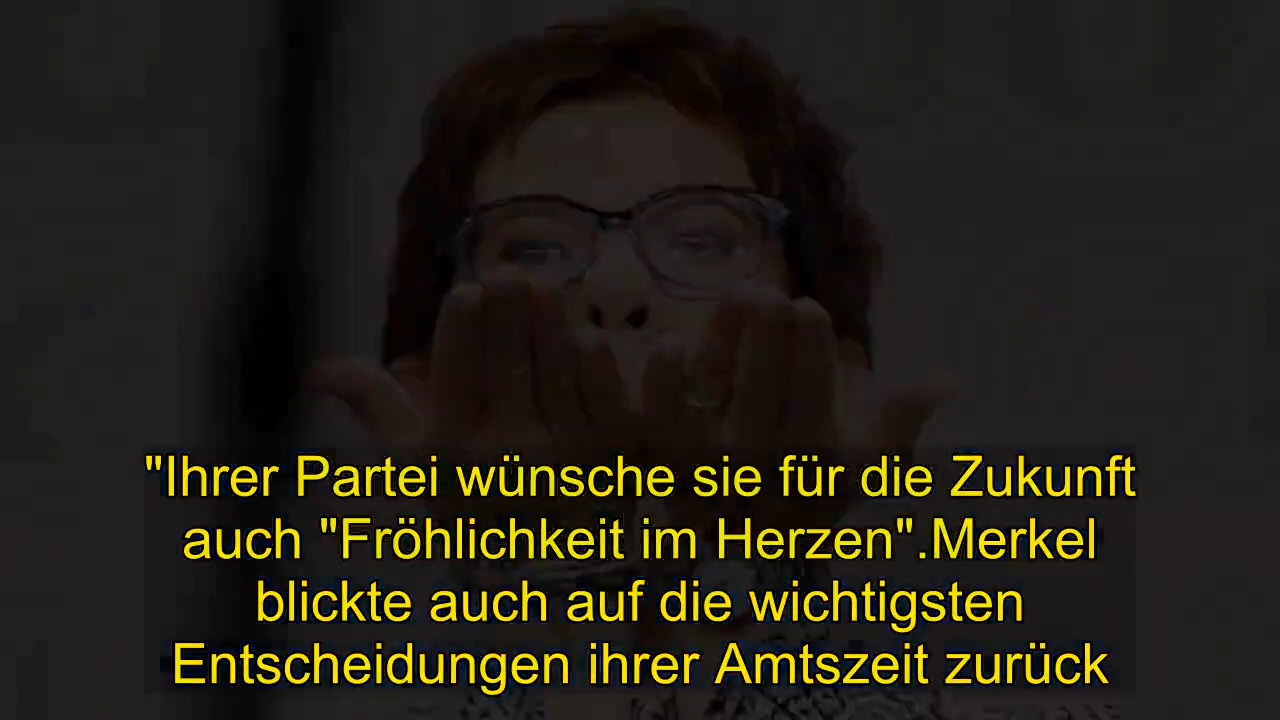 "Ihrer Partei wünsche sie für die Zukunft
auch "Fröhlichkeit im Herzen".Merkel
blickte auch auf die wichtigsten
Entscheidungen ihrer Amtszeit zurück